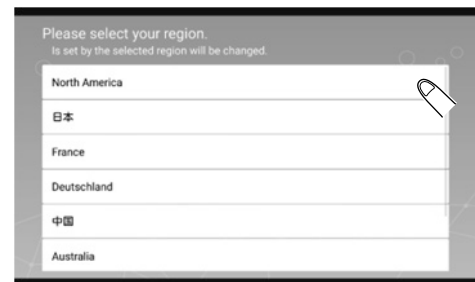 Please select your region.
Is set by the selected region will be changed.
North America
日本
France
Deutschland
中国
Australia